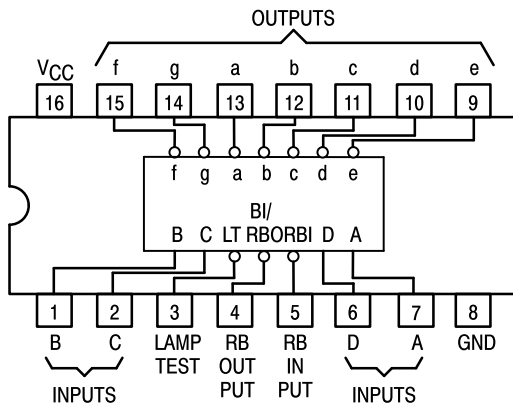 OUTPUTS
VCC f g a b c d e
16 15 14 13 12 11 10 9
f g a b c d e
BI/
B C LT RBO RBI D A
1 2 3 4 5 6 7 8
B C LAMP TEST RB OUT PUT RB IN PUT D A GND
INPUTS INPUTS